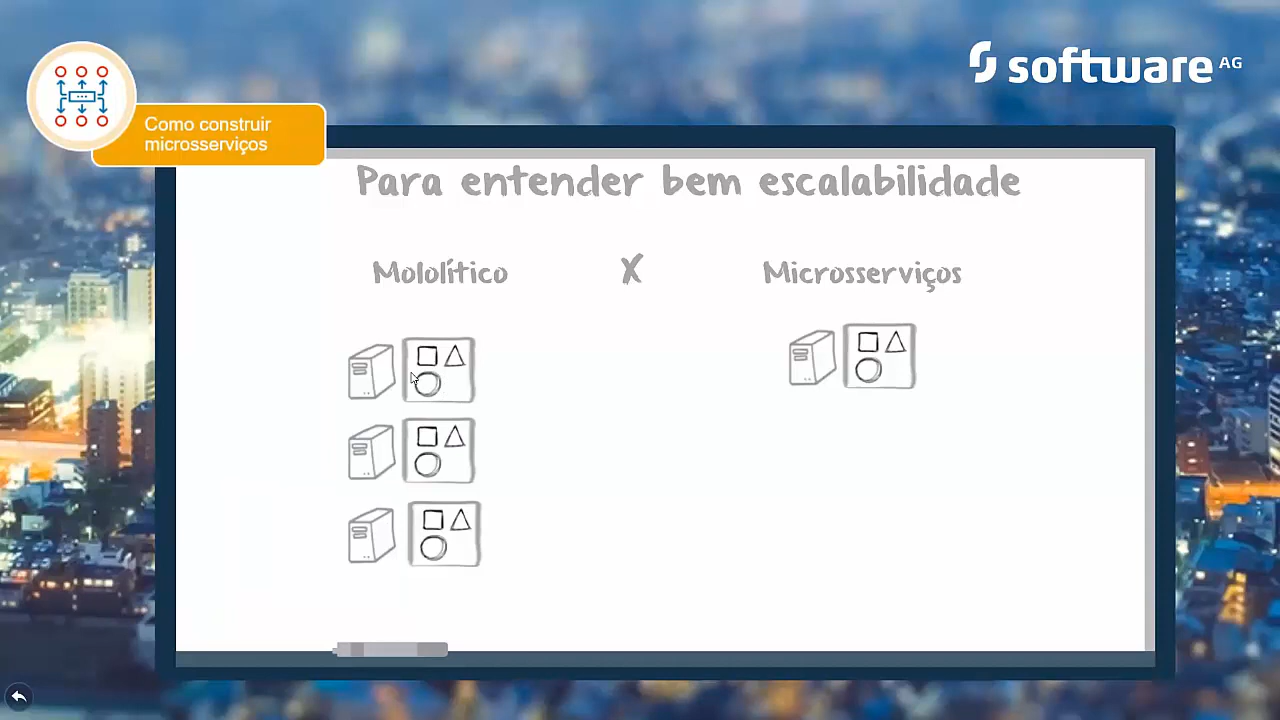 software AG
Como construir
microsserviços
Para entender bem escalabilidade
Mololítico X Microsserviços